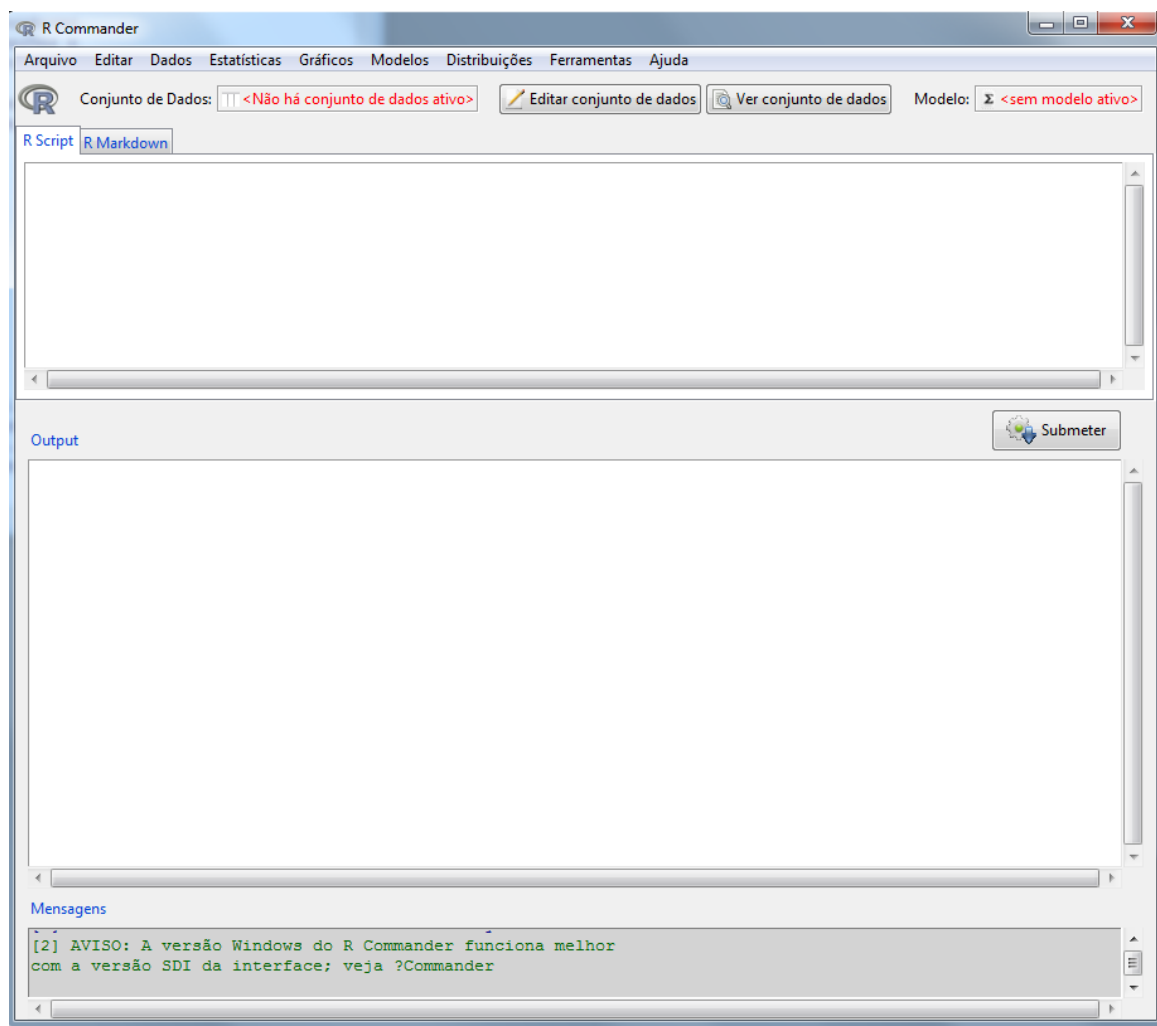 R Commander
Arquivo Editar Dados Estatísticas Gráficos Modelos Distribuições Ferramentas Ajuda
R Conjunto de Dados: <Não há conjunto de dados ativo> Editar conjunto de dados Ver conjunto de dados Modelo: Σ <sem modelo ativo>
R Script R Markdown
Submeter
Output
Mensagens
[2] AVISO: A versão Windows do R Commander funciona melhor
com a versão SDI da interface; veja ?Commander